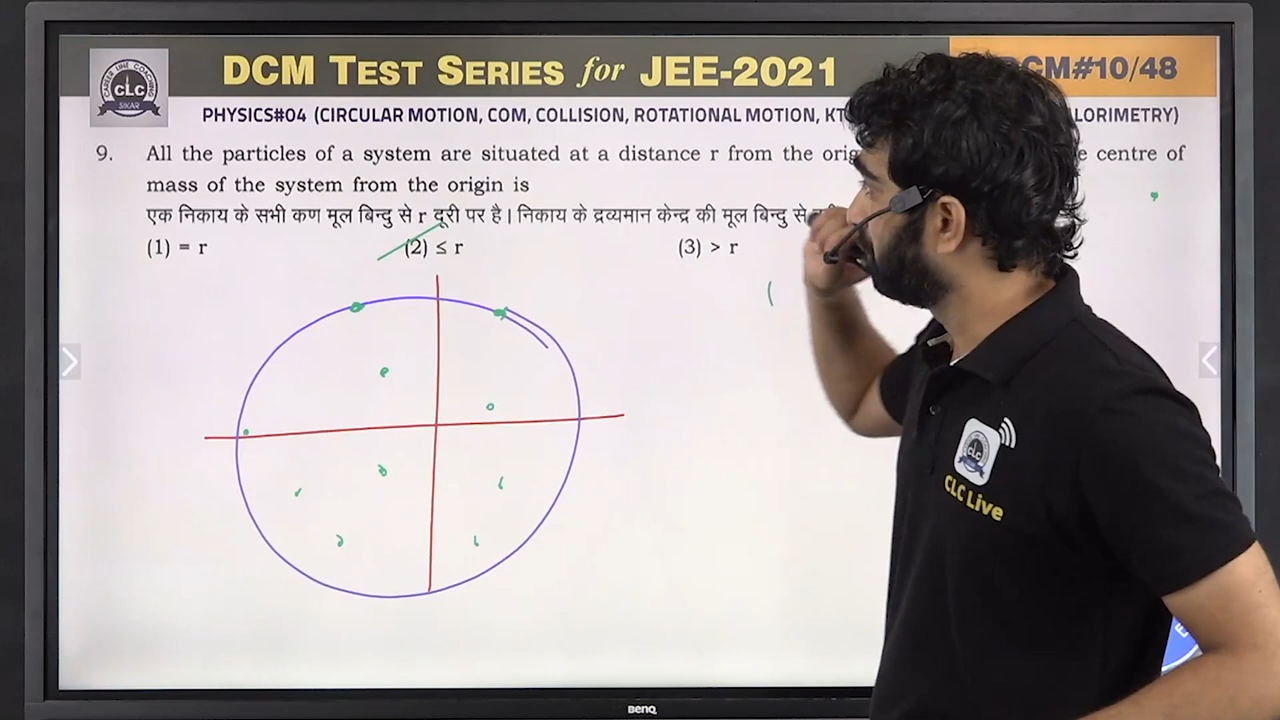 DCM TEST SERIES for JEE-2021
DCM#10/48
CAREER LINE COACHING
CLC
SIKAR
PHYSICS#04 (CIRCULAR MOTION, COM, COLLISION, ROTATIONAL MOTION, KT
LORIMETRY)
9. All the particles of a system are situated at a distance r from the orig
e centre of
mass of the system from the origin is
एक निकाय के सभी कण मूल बिन्दु से r दूरी पर है। निकाय के द्रव्यमान केन्द्र की मूल बिन्दु से
(1) = r (2) ≤ r (3) > r
CLC
CLC Live
BenQ